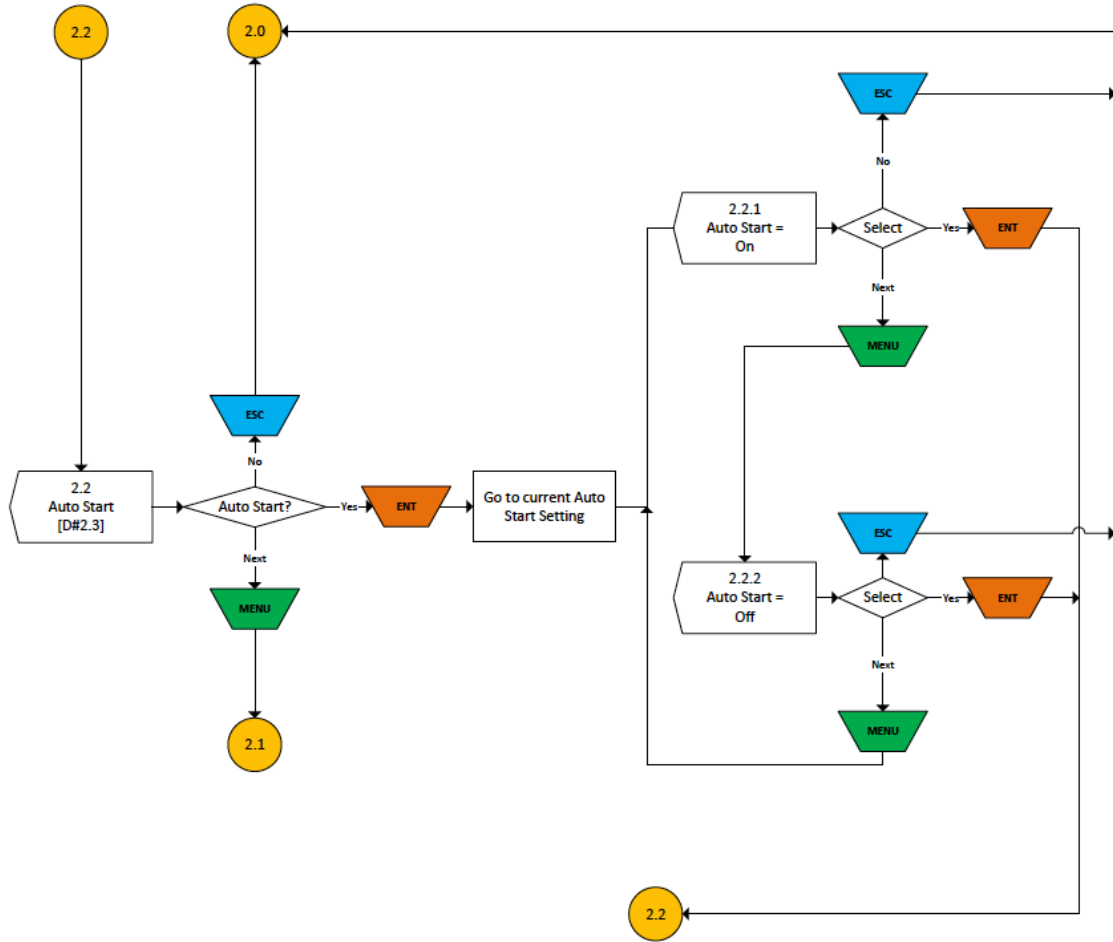 2.2
2.0
ESC
No
2.2.1
Auto Start =
On
Select
Yes
ENT
Next
MENU
ESC
No
2.2
Auto Start
[D#2.3]
Auto Start?
Yes
ENT
Go to current Auto
Start Setting
Next
MENU
2.1
ESC
2.2.2
Auto Start =
Off
Select
Yes
ENT
Next
MENU
2.2